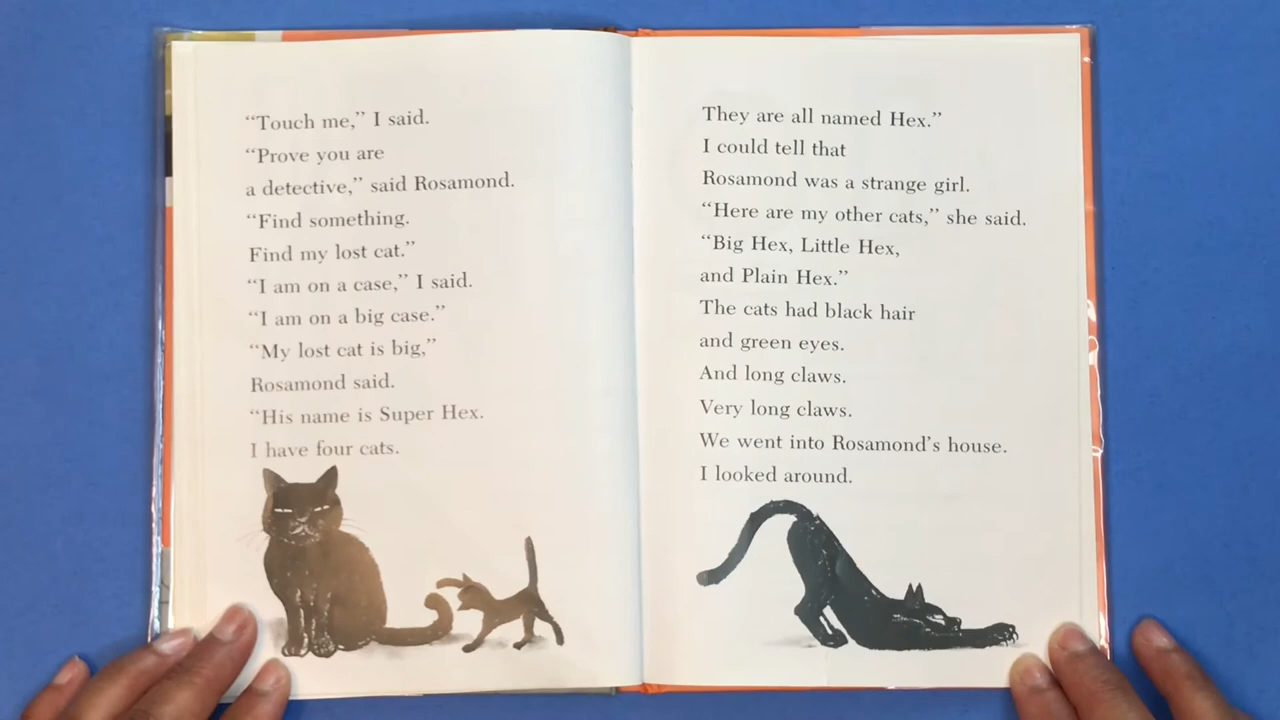 “Touch me,” I said.
“Prove you are
a detective,” said Rosamond.
“Find something.
Find my lost cat.”
“I am on a case,” I said.
“I am on a big case.”
“My lost cat is big,”
Rosamond said.
“His name is Super Hex.
I have four cats.
They are all named Hex.”
I could tell that
Rosamond was a strange girl.
“Here are my other cats,” she said.
“Big Hex, Little Hex,
and Plain Hex.”
The cats had black hair
and green eyes.
And long claws.
Very long claws.
We went into Rosamond’s house.
I looked around.